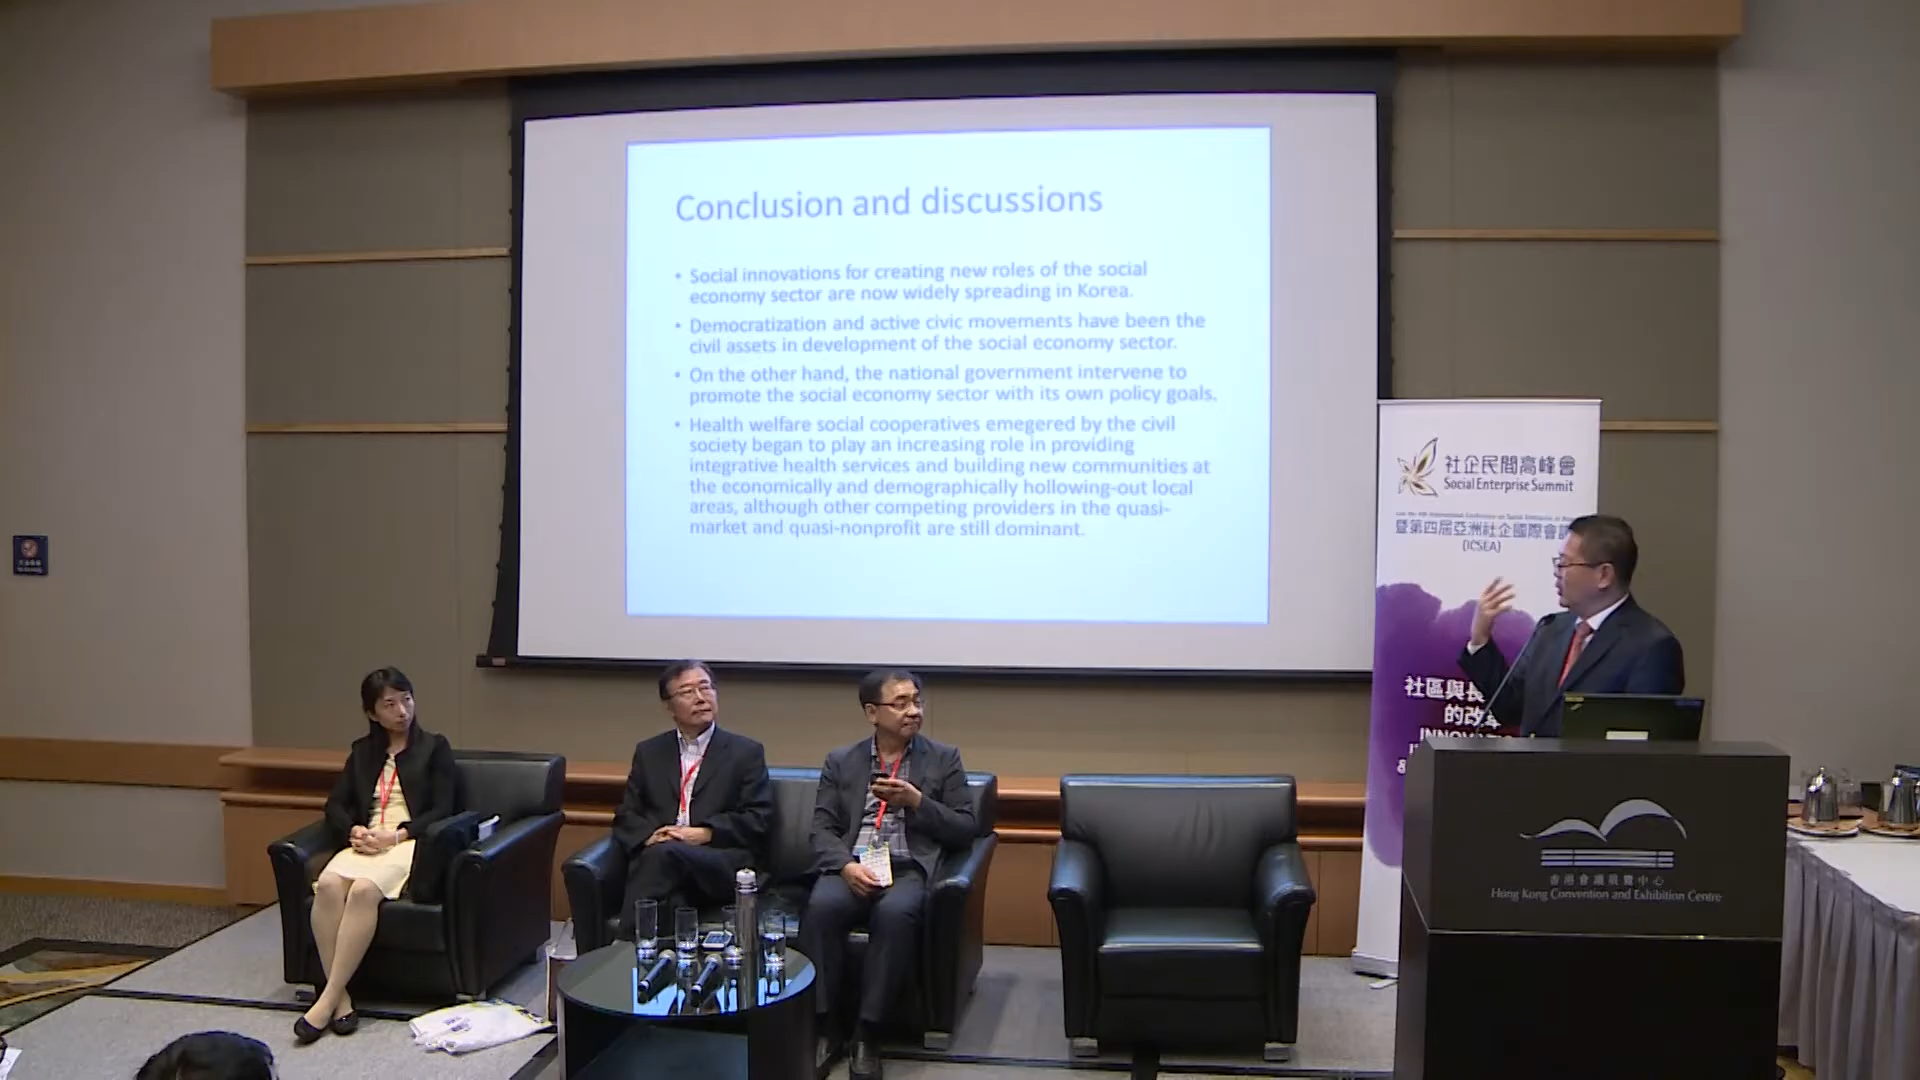 Conclusion and discussions
• Social innovations for creating new roles of the social
economy sector are now widely spreading in Korea.
• Democratization and active civic movements have been the
civil assets in development of the social economy sector.
• On the other hand, the national government intervene to
promote the social economy sector with its own policy goals.
• Health welfare social cooperatives emegered by the civil
society began to play an increasing role in providing
integrative health services and building new communities at
the economically and demographically hollowing-out local
areas, although other competing providers in the quasi-
market and quasi-nonprofit are still dominant.
社企民間高峰會
Social Enterprise Summit
暨第四屆亞洲社企國際會
(ICSEA)
社區與
的改
香港會議展覽中心
Hong Kong Convention and Exhibition Centre